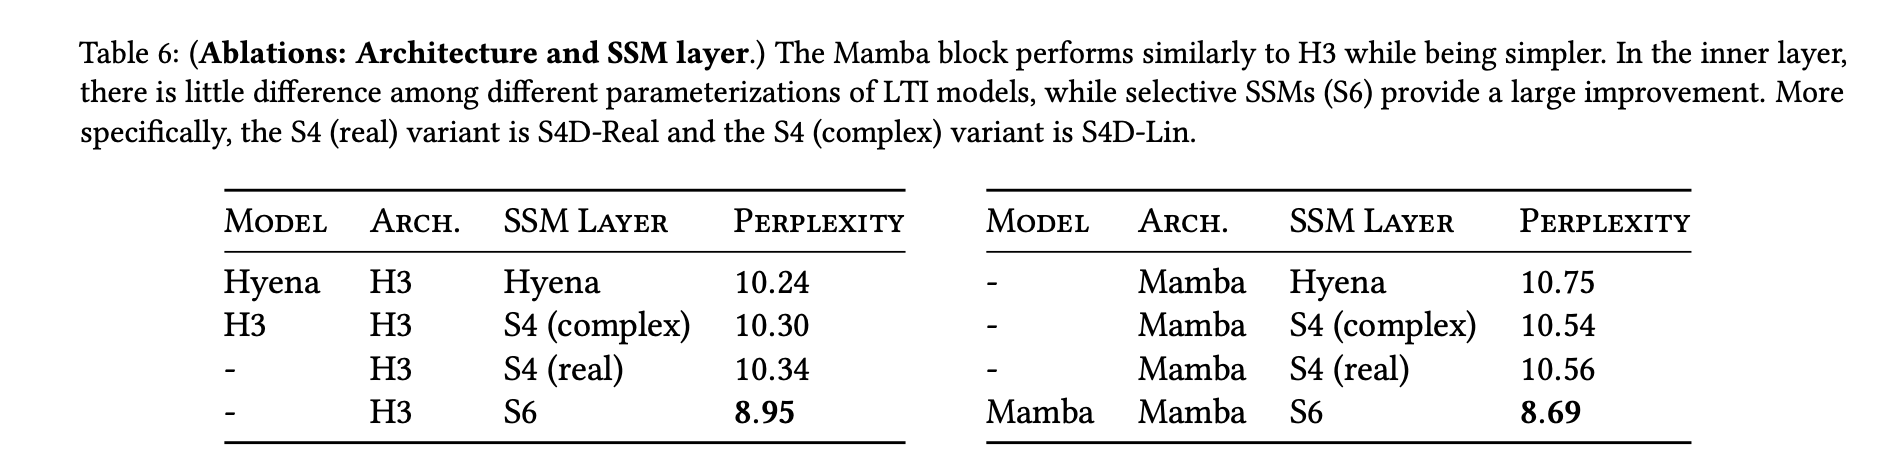 Table 6: (Ablations: Architecture and SSM layer.) The Mamba block performs similarly to H3 while being simpler. In the inner layer,
there is little difference among different parameterizations of LTI models, while selective SSMs (S6) provide a large improvement. More
specifically, the S4 (real) variant is S4D-Real and the S4 (complex) variant is S4D-Lin.
Model Arch. SSM Layer Perplexity
Hyena H3 Hyena 10.24
H3 H3 S4 (complex) 10.30
- H3 S4 (real) 10.34
- H3 S6 8.95
Model Arch. SSM Layer Perplexity
- Mamba Hyena 10.75
- Mamba S4 (complex) 10.54
- Mamba S4 (real) 10.56
Mamba Mamba S6 8.69